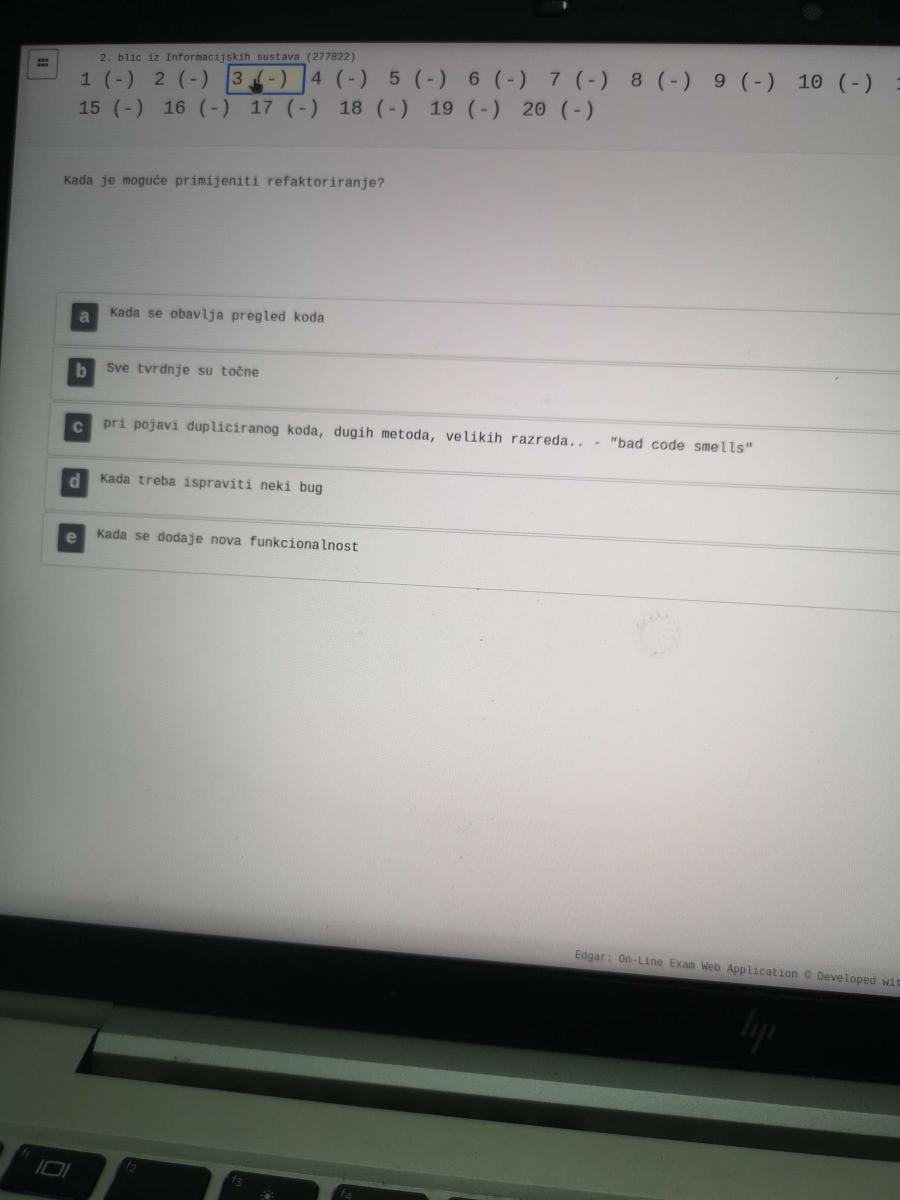 2. blic iz Informacijskih sustava (277822)
1 (-) 2 (-) 3 (-) 4 (-) 5 (-) 6 (-) 7 (-) 8 (-) 9 (-) 10 (-)
15 (-) 16 (-) 17 (-) 18 (-) 19 (-) 20 (-)
Kada je moguće primijeniti refaktoriranje?
a Kada se obavlja pregled koda
b Sve tvrdnje su točne
c pri pojavi dupliciranog koda, dugih metoda, velikih razreda.. - "bad code smells"
d Kada treba ispraviti neki bug
e Kada se dodaje nova funkcionalnost
Edgar: On-Line Exam Web Application © Developed wit
hp
f1 f2 f3 f4